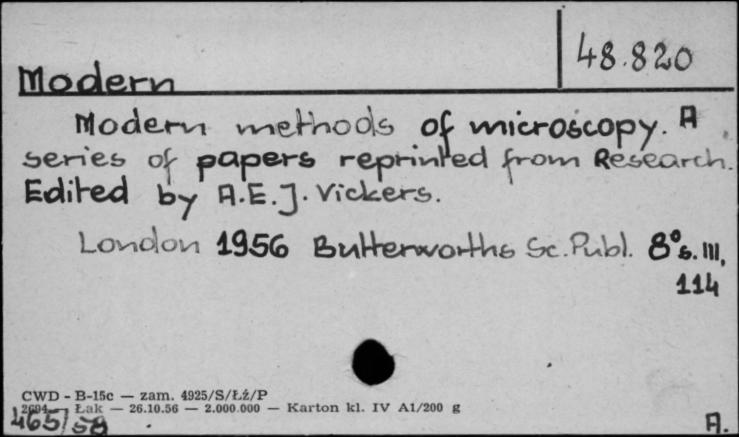 48.820
Modern
Modern methods of microscopy. A
series of papers reprinted from Research.
Edited by A.E.J. Vickers.
London 1956 Butterworths Sc. Publ. 8° s. III,
114
CWD - B-15c — zam. 4925/S/Łż/P
Łak — 26.10.56 — 2.000.000 — Karton kl. IV A1/200 g
465/58
A.